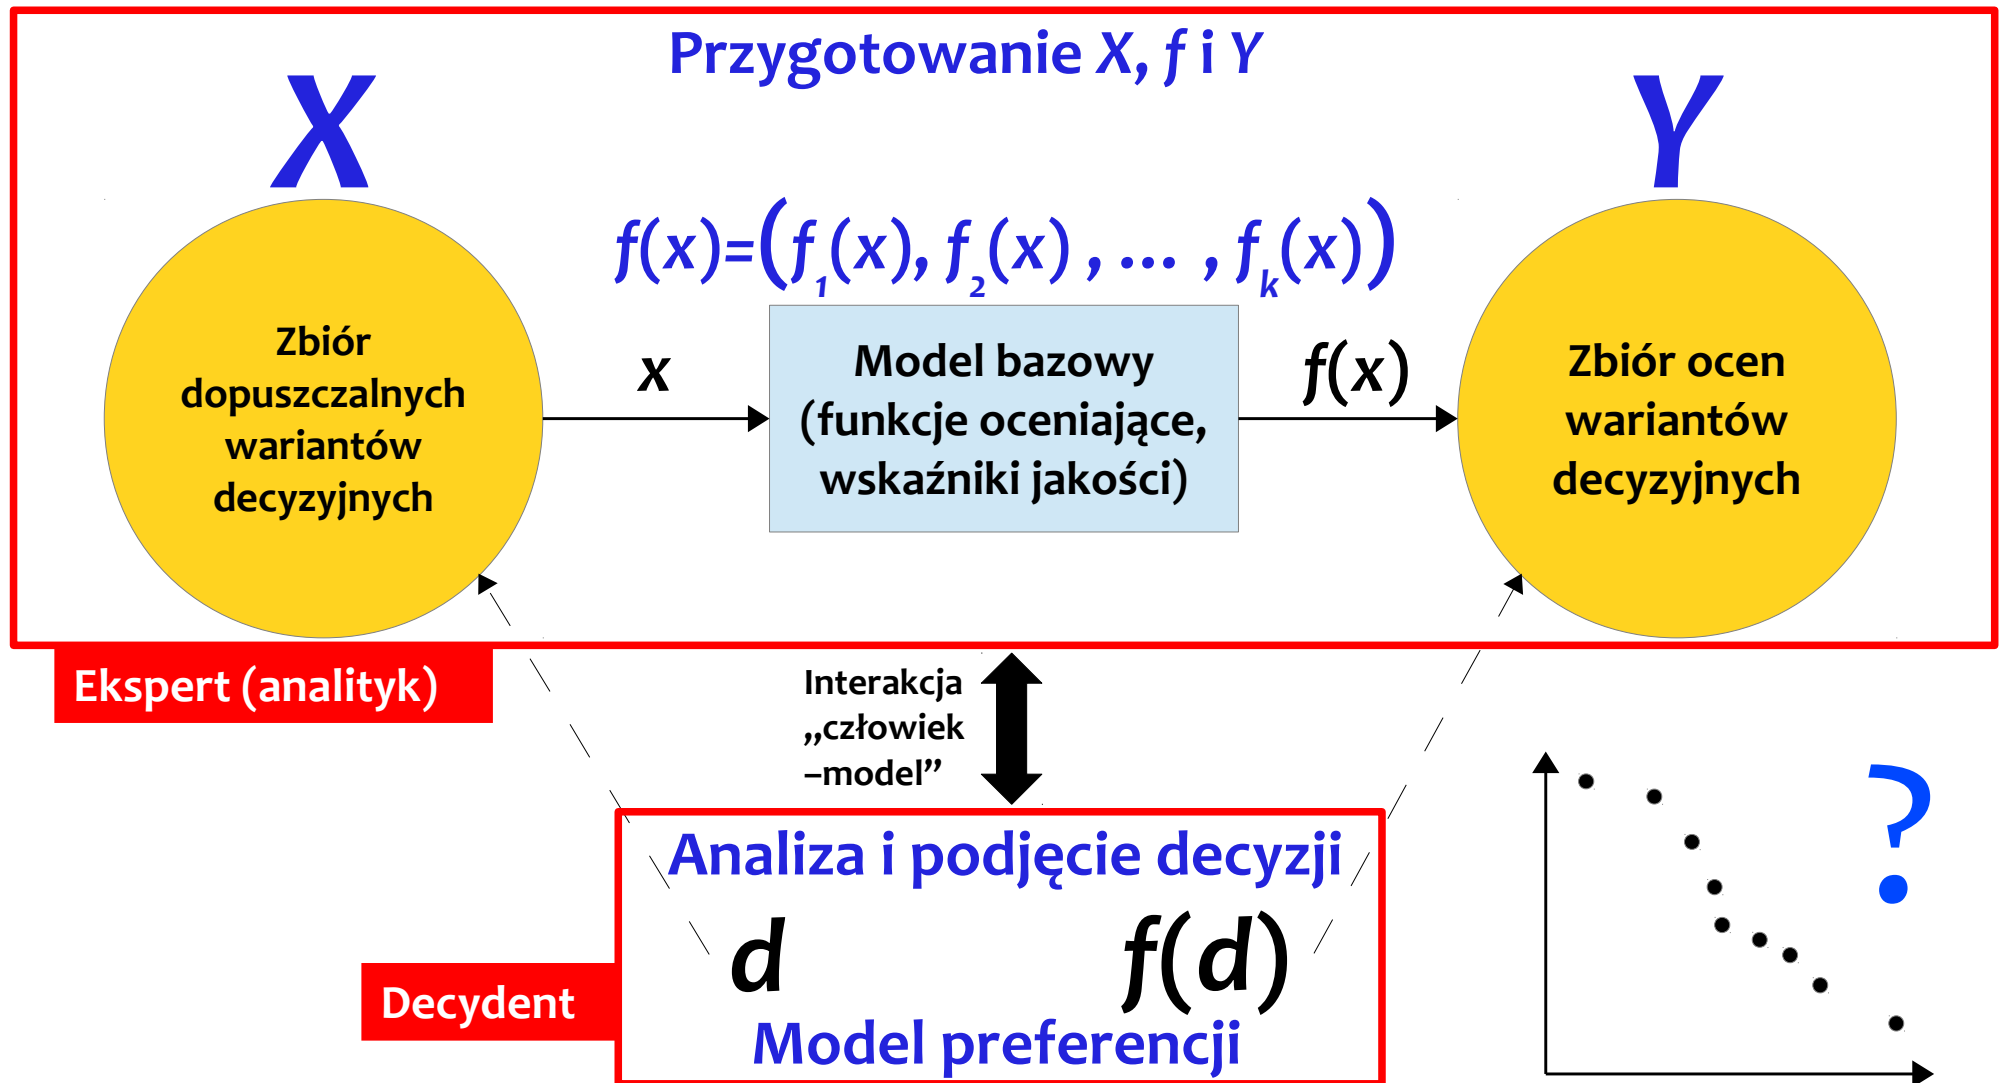 Przygotowanie X, f i Y
X
Y
f(x)=(f₁(x), f₂(x) , ... , fₖ(x))
Zbiór
dopuszczalnych
wariantów
decyzyjnych
x
Model bazowy
(funkcje oceniające,
wskaźniki jakości)
f(x)
Zbiór ocen
wariantów
decyzyjnych
Ekspert (analityk)
Interakcja
„człowiek
–model”
?
Analiza i podjęcie decyzji
d
f(d)
Decydent
Model preferencji